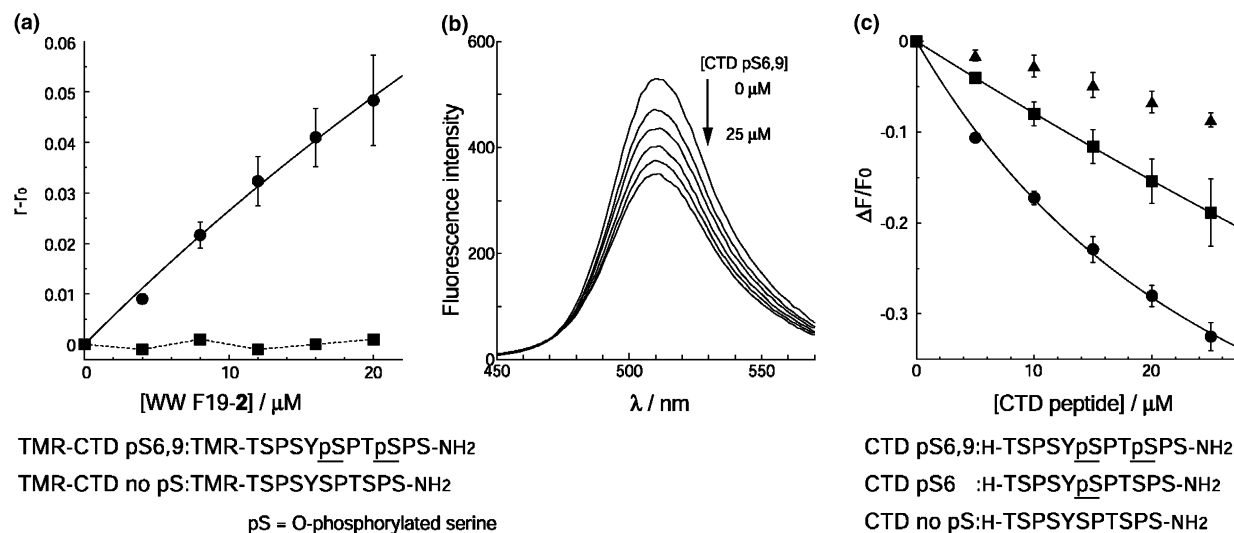 (a)
0.06
0.05
0.04
0.03
0.02
0.01
0
r-r0
0
10
20
[WW F19-2] / μM
(b)
600
400
200
0
Fluorescence intensity
[CTD pS6,9]
0 μM
25 μM
450
500
550
λ / nm
(c)
0
-0.1
-0.2
-0.3
ΔF/F0
0
10
20
[CTD peptide] / μM
TMR-CTD pS6,9:TMR-TSPSYpSPTpSPS-NH2
TMR-CTD no pS:TMR-TSPSYSPTSPS-NH2
pS = O-phosphorylated serine
CTD pS6,9:H-TSPSYpSPTpSPS-NH2
CTD pS6 :H-TSPSYpSPTSPS-NH2
CTD no pS:H-TSPSYSPTSPS-NH2